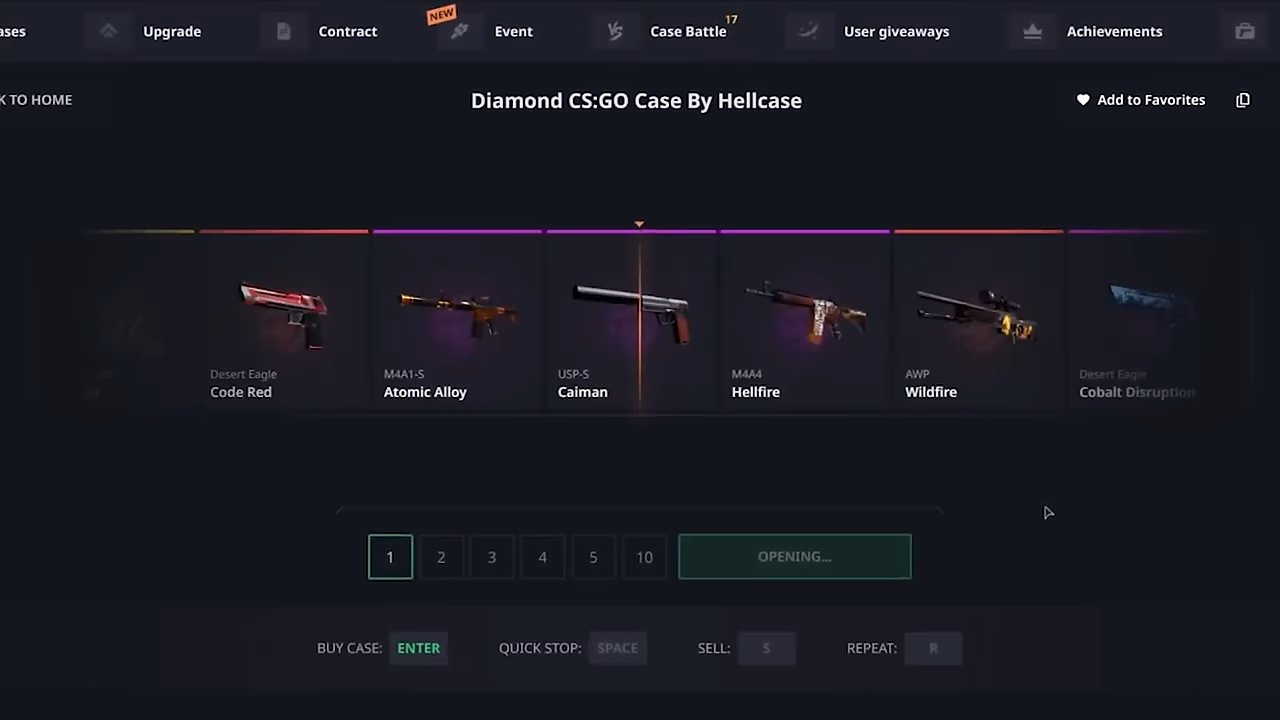 ases
Upgrade
Contract
NEW
Event
Case Battle
17
User giveaways
Achievements
K TO HOME
Diamond CS:GO Case By Hellcase
Add to Favorites
Desert Eagle
Code Red
M4A1-S
Atomic Alloy
USP-S
Caiman
M4A4
Hellfire
AWP
Wildfire
Desert Eagle
Cobalt Disruption
1
2
3
4
5
10
OPENING...
BUY CASE:
ENTER
QUICK STOP:
SPACE
SELL:
S
REPEAT:
R